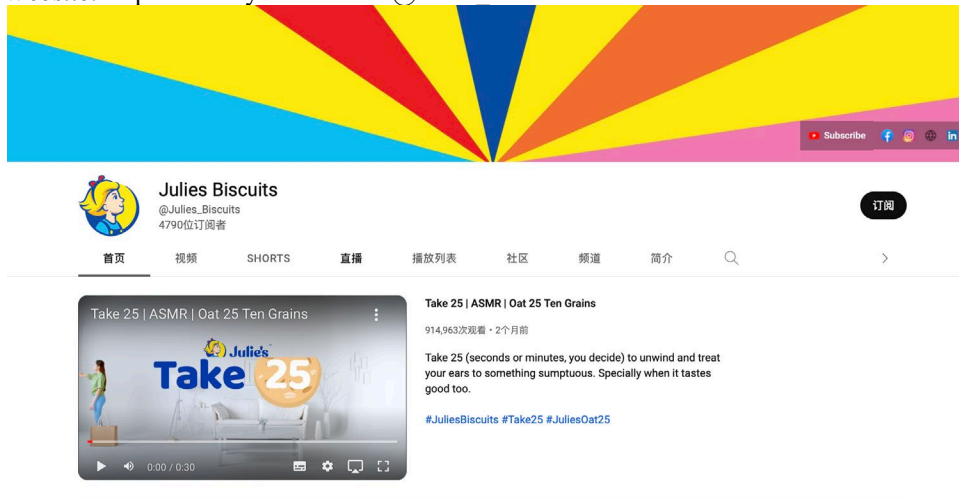 Subscribe
Julies Biscuits
@Julies_Biscuits
4790位订阅者
订阅
首页 视频 SHORTS 直播 播放列表 社区 频道 简介
Take 25 | ASMR | Oat 25 Ten Grains
Julie's
Take 25
0:00 / 0:30
Take 25 | ASMR | Oat 25 Ten Grains
914,963次观看・2个月前
Take 25 (seconds or minutes, you decide) to unwind and treat
your ears to something sumptuous. Specially when it tastes
good too.
#JuliesBiscuits #Take25 #JuliesOat25